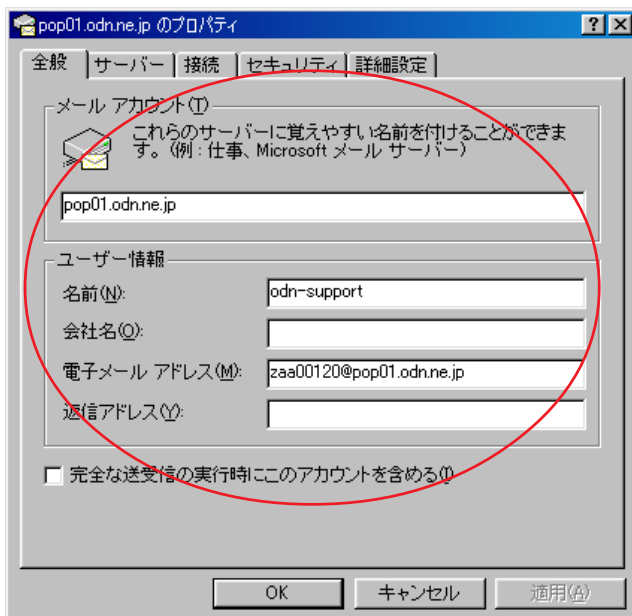 pop01.odn.ne.jp のプロパティ
全般 サーバー 接続 セキュリティ 詳細設定
メール アカウント(T)
これらのサーバーに覚えやすい名前を付けることができま
す。(例 : 仕事、Microsoft メール サーバー)
pop01.odn.ne.jp
ユーザー情報
名前(N): odn-support
会社名(O):
電子メール アドレス(M): zaa00120@pop01.odn.ne.jp
返信アドレス(Y):
完全な送受信の実行時にこのアカウントを含める(I)
OK キャンセル 適用(A)